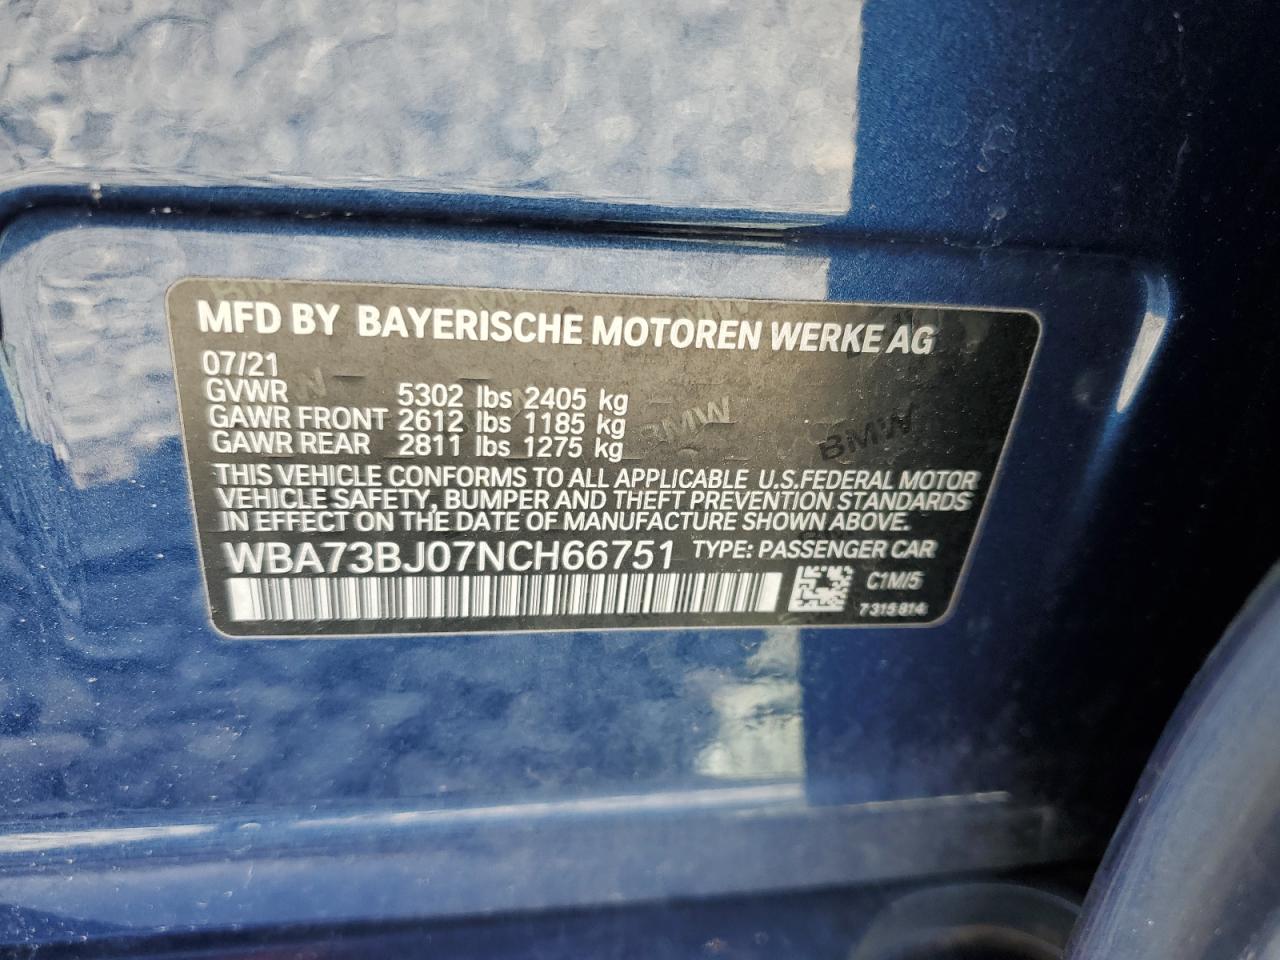 MFD BY BAYERISCHE MOTOREN WERKE AG
07/21
GVWR 5302 lbs 2405 kg
GAWR FRONT 2612 lbs 1185 kg
GAWR REAR 2811 lbs 1275 kg
THIS VEHICLE CONFORMS TO ALL APPLICABLE U.S.FEDERAL MOTOR
VEHICLE SAFETY, BUMPER AND THEFT PREVENTION STANDARDS
IN EFFECT ON THE DATE OF MANUFACTURE SHOWN ABOVE.
WBA73BJ07NCH66751 TYPE: PASSENGER CAR
C1M/5
7315814
BMW
BMW